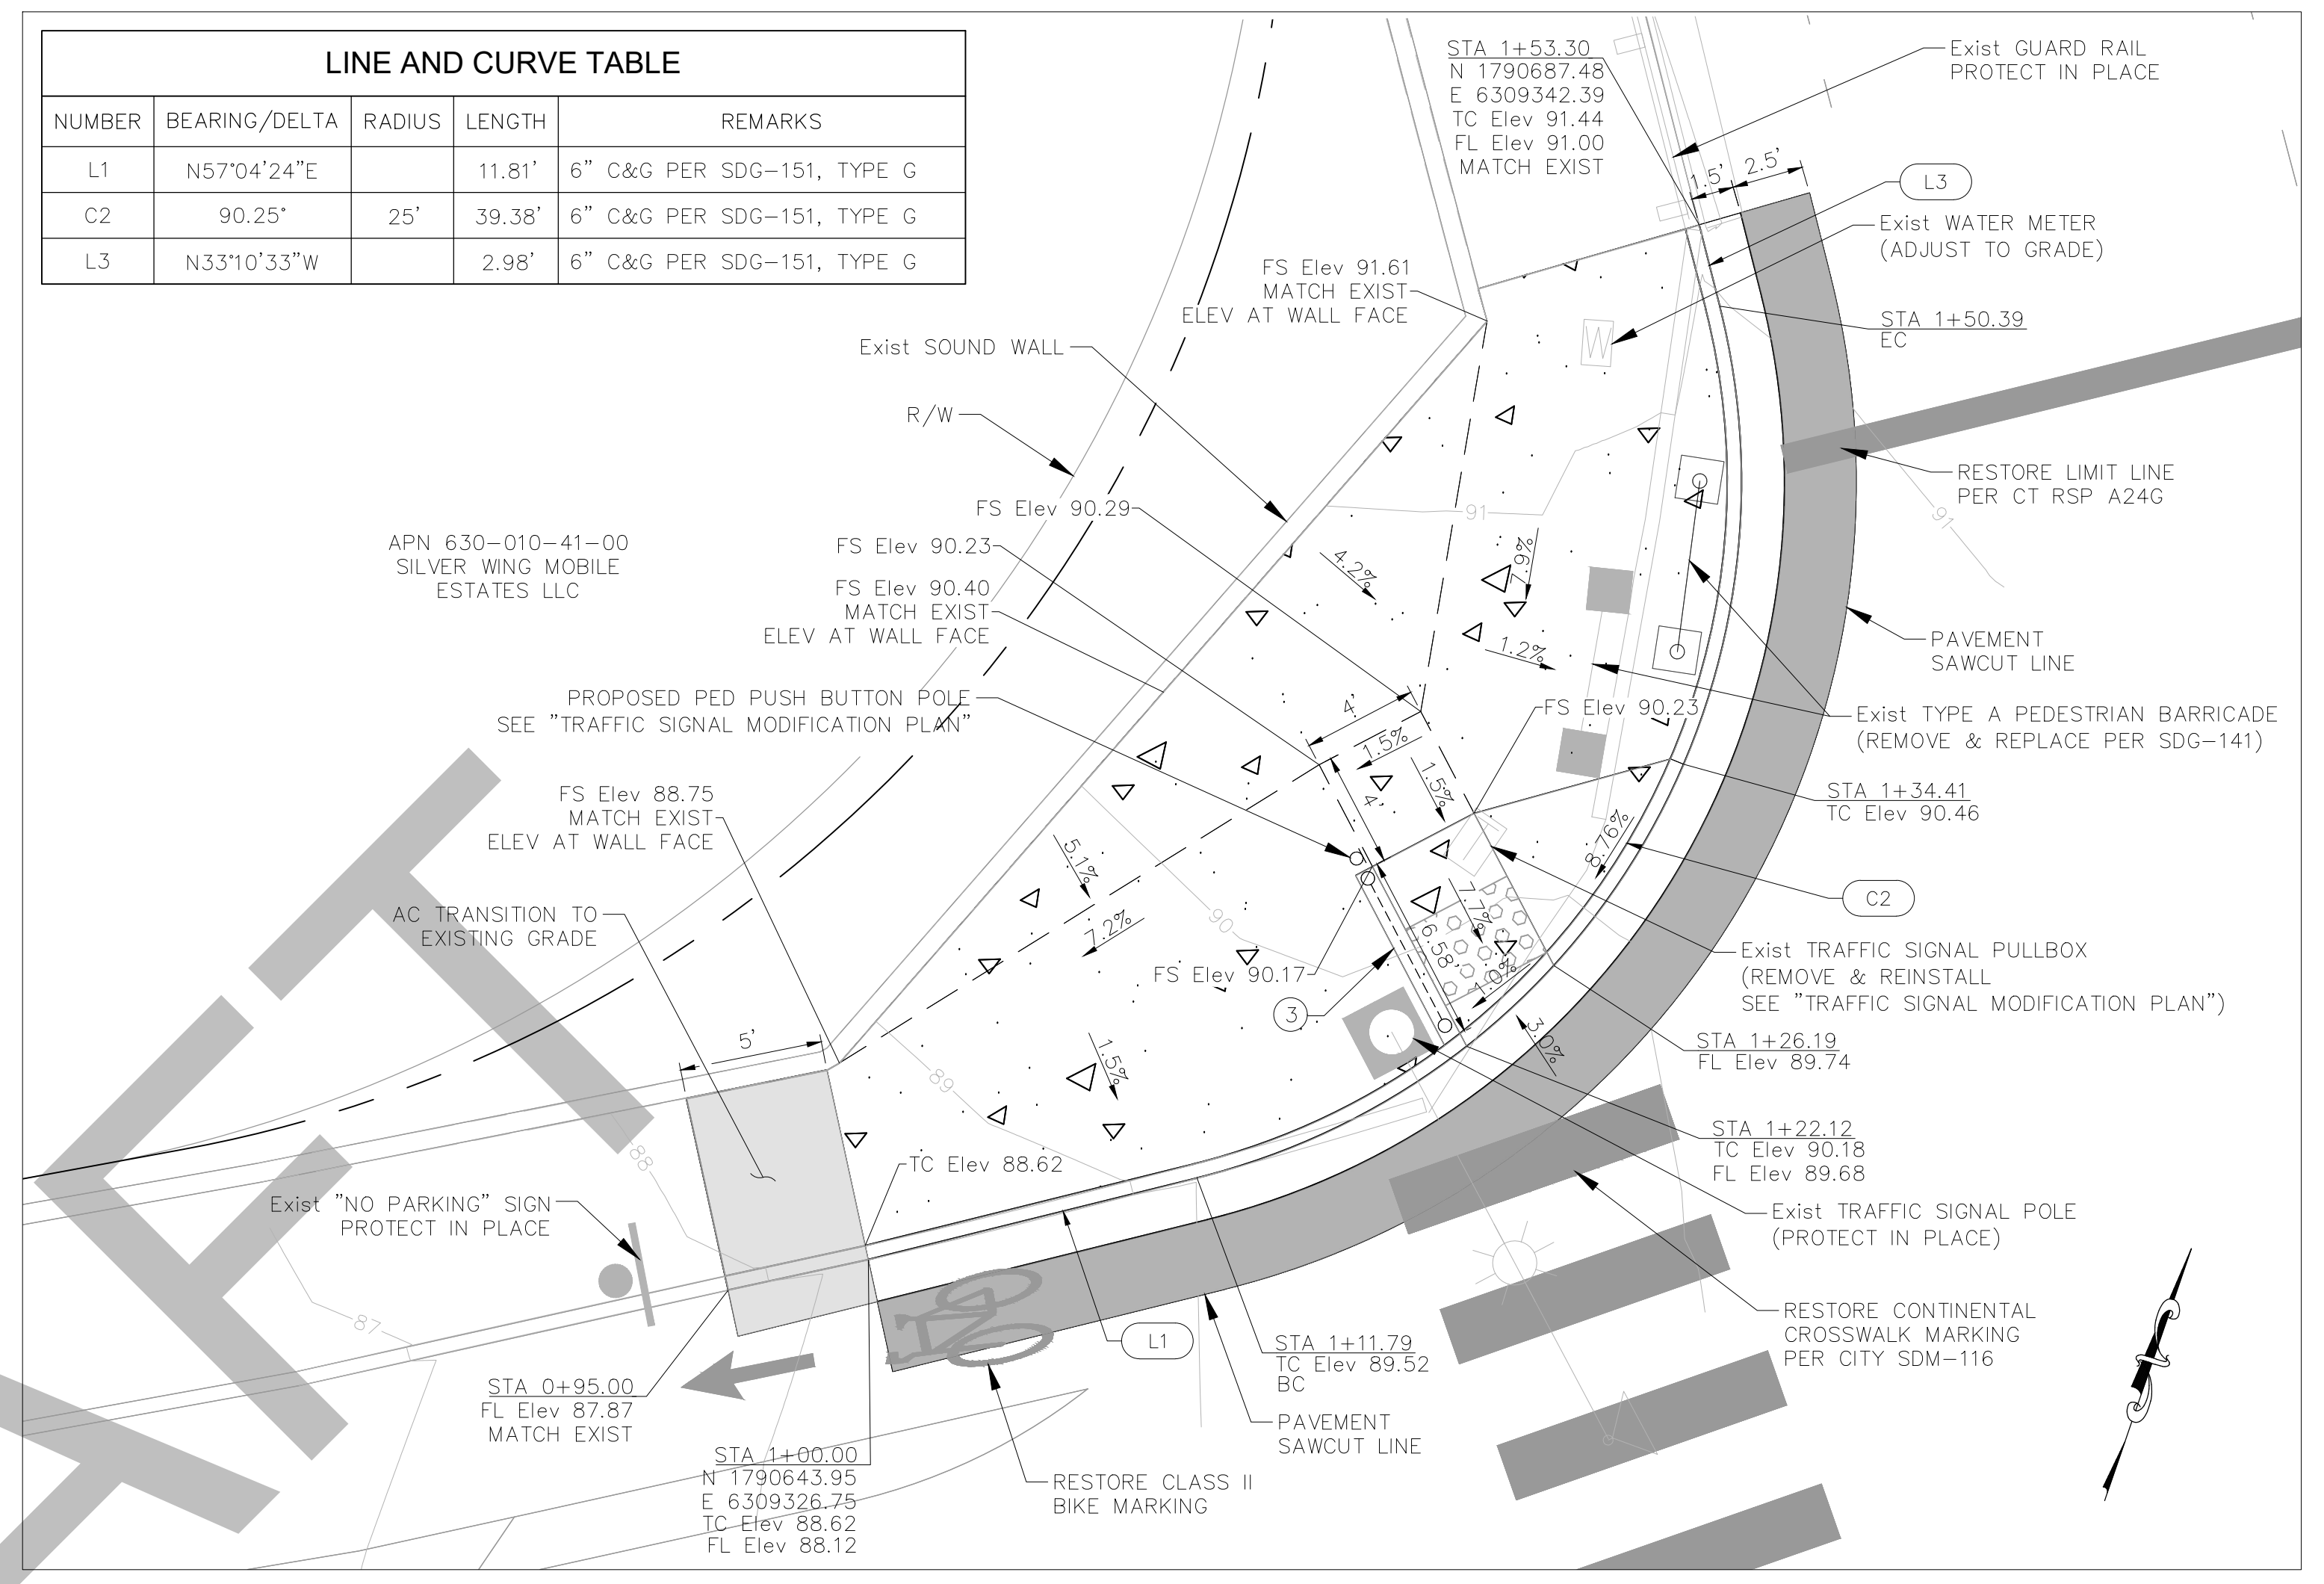 LINE AND CURVE TABLE
NUMBER BEARING/DELTA RADIUS LENGTH REMARKS
L1 N57°04'24"E 11.81' 6" C&G PER SDG-151, TYPE G
C2 90.25° 25' 39.38' 6" C&G PER SDG-151, TYPE G
L3 N33°10'33"W 2.98' 6" C&G PER SDG-151, TYPE G
STA 1+53.30
N 1790687.48
E 6309342.39
TC Elev 91.44
FL Elev 91.00
MATCH EXIST
Exist GUARD RAIL
PROTECT IN PLACE
1.5'
2.5'
L3
Exist WATER METER
(ADJUST TO GRADE)
FS Elev 91.61
MATCH EXIST
ELEV AT WALL FACE
STA 1+50.39
EC
W
Exist SOUND WALL
R/W
RESTORE LIMIT LINE
PER CT RSP A24G
91
91
FS Elev 90.29
FS Elev 90.23
FS Elev 90.40
MATCH EXIST
ELEV AT WALL FACE
APN 630-010-41-00
SILVER WING MOBILE
ESTATES LLC
4.2%
7.9%
1.2%
PAVEMENT
SAWCUT LINE
PROPOSED PED PUSH BUTTON POLE
SEE "TRAFFIC SIGNAL MODIFICATION PLAN"
4'
1.5%
1.5%
4'
FS Elev 90.23
Exist TYPE A PEDESTRIAN BARRICADE
(REMOVE & REPLACE PER SDG-141)
STA 1+34.41
TC Elev 90.46
FS Elev 88.75
MATCH EXIST
ELEV AT WALL FACE
8.76%
5.1%
7.2%
90
7.7%
6.58'
1.0%
C2
AC TRANSITION TO
EXISTING GRADE
FS Elev 90.17
3
Exist TRAFFIC SIGNAL PULLBOX
(REMOVE & REINSTALL
SEE "TRAFFIC SIGNAL MODIFICATION PLAN")
3.0%
STA 1+26.19
FL Elev 89.74
5'
1.5%
89
STA 1+22.12
TC Elev 90.18
FL Elev 89.68
88
TC Elev 88.62
Exist "NO PARKING" SIGN
PROTECT IN PLACE
Exist TRAFFIC SIGNAL POLE
(PROTECT IN PLACE)
87
L1
STA 1+11.79
TC Elev 89.52
BC
RESTORE CONTINENTAL
CROSSWALK MARKING
PER CITY SDM-116
STA 0+95.00
FL Elev 87.87
MATCH EXIST
PAVEMENT
SAWCUT LINE
STA 1+00.00
N 1790643.95
E 6309326.75
TC Elev 88.62
FL Elev 88.12
RESTORE CLASS II
BIKE MARKING